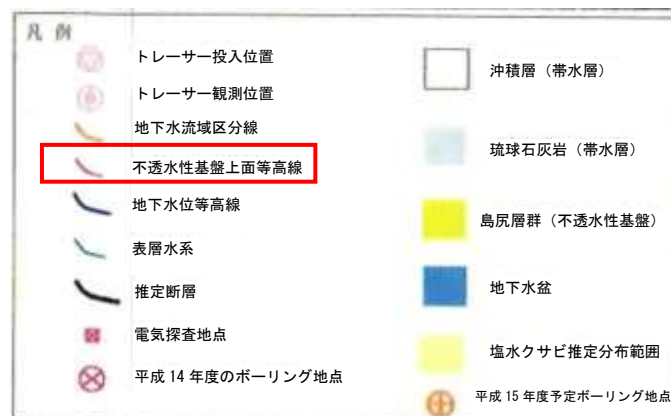 凡例
トレーサー投入位置
トレーサー観測位置
地下水流域区分線
不透水性基盤上面等高線
地下水位等高線
表層水系
推定断層
電気探査地点
平成14年度のボーリング地点
沖積層（帯水層）
琉球石灰岩（帯水層）
島尻層群（不透水性基盤）
地下水盆
塩水クサビ推定分布範囲
平成15年度予定ボーリング地点